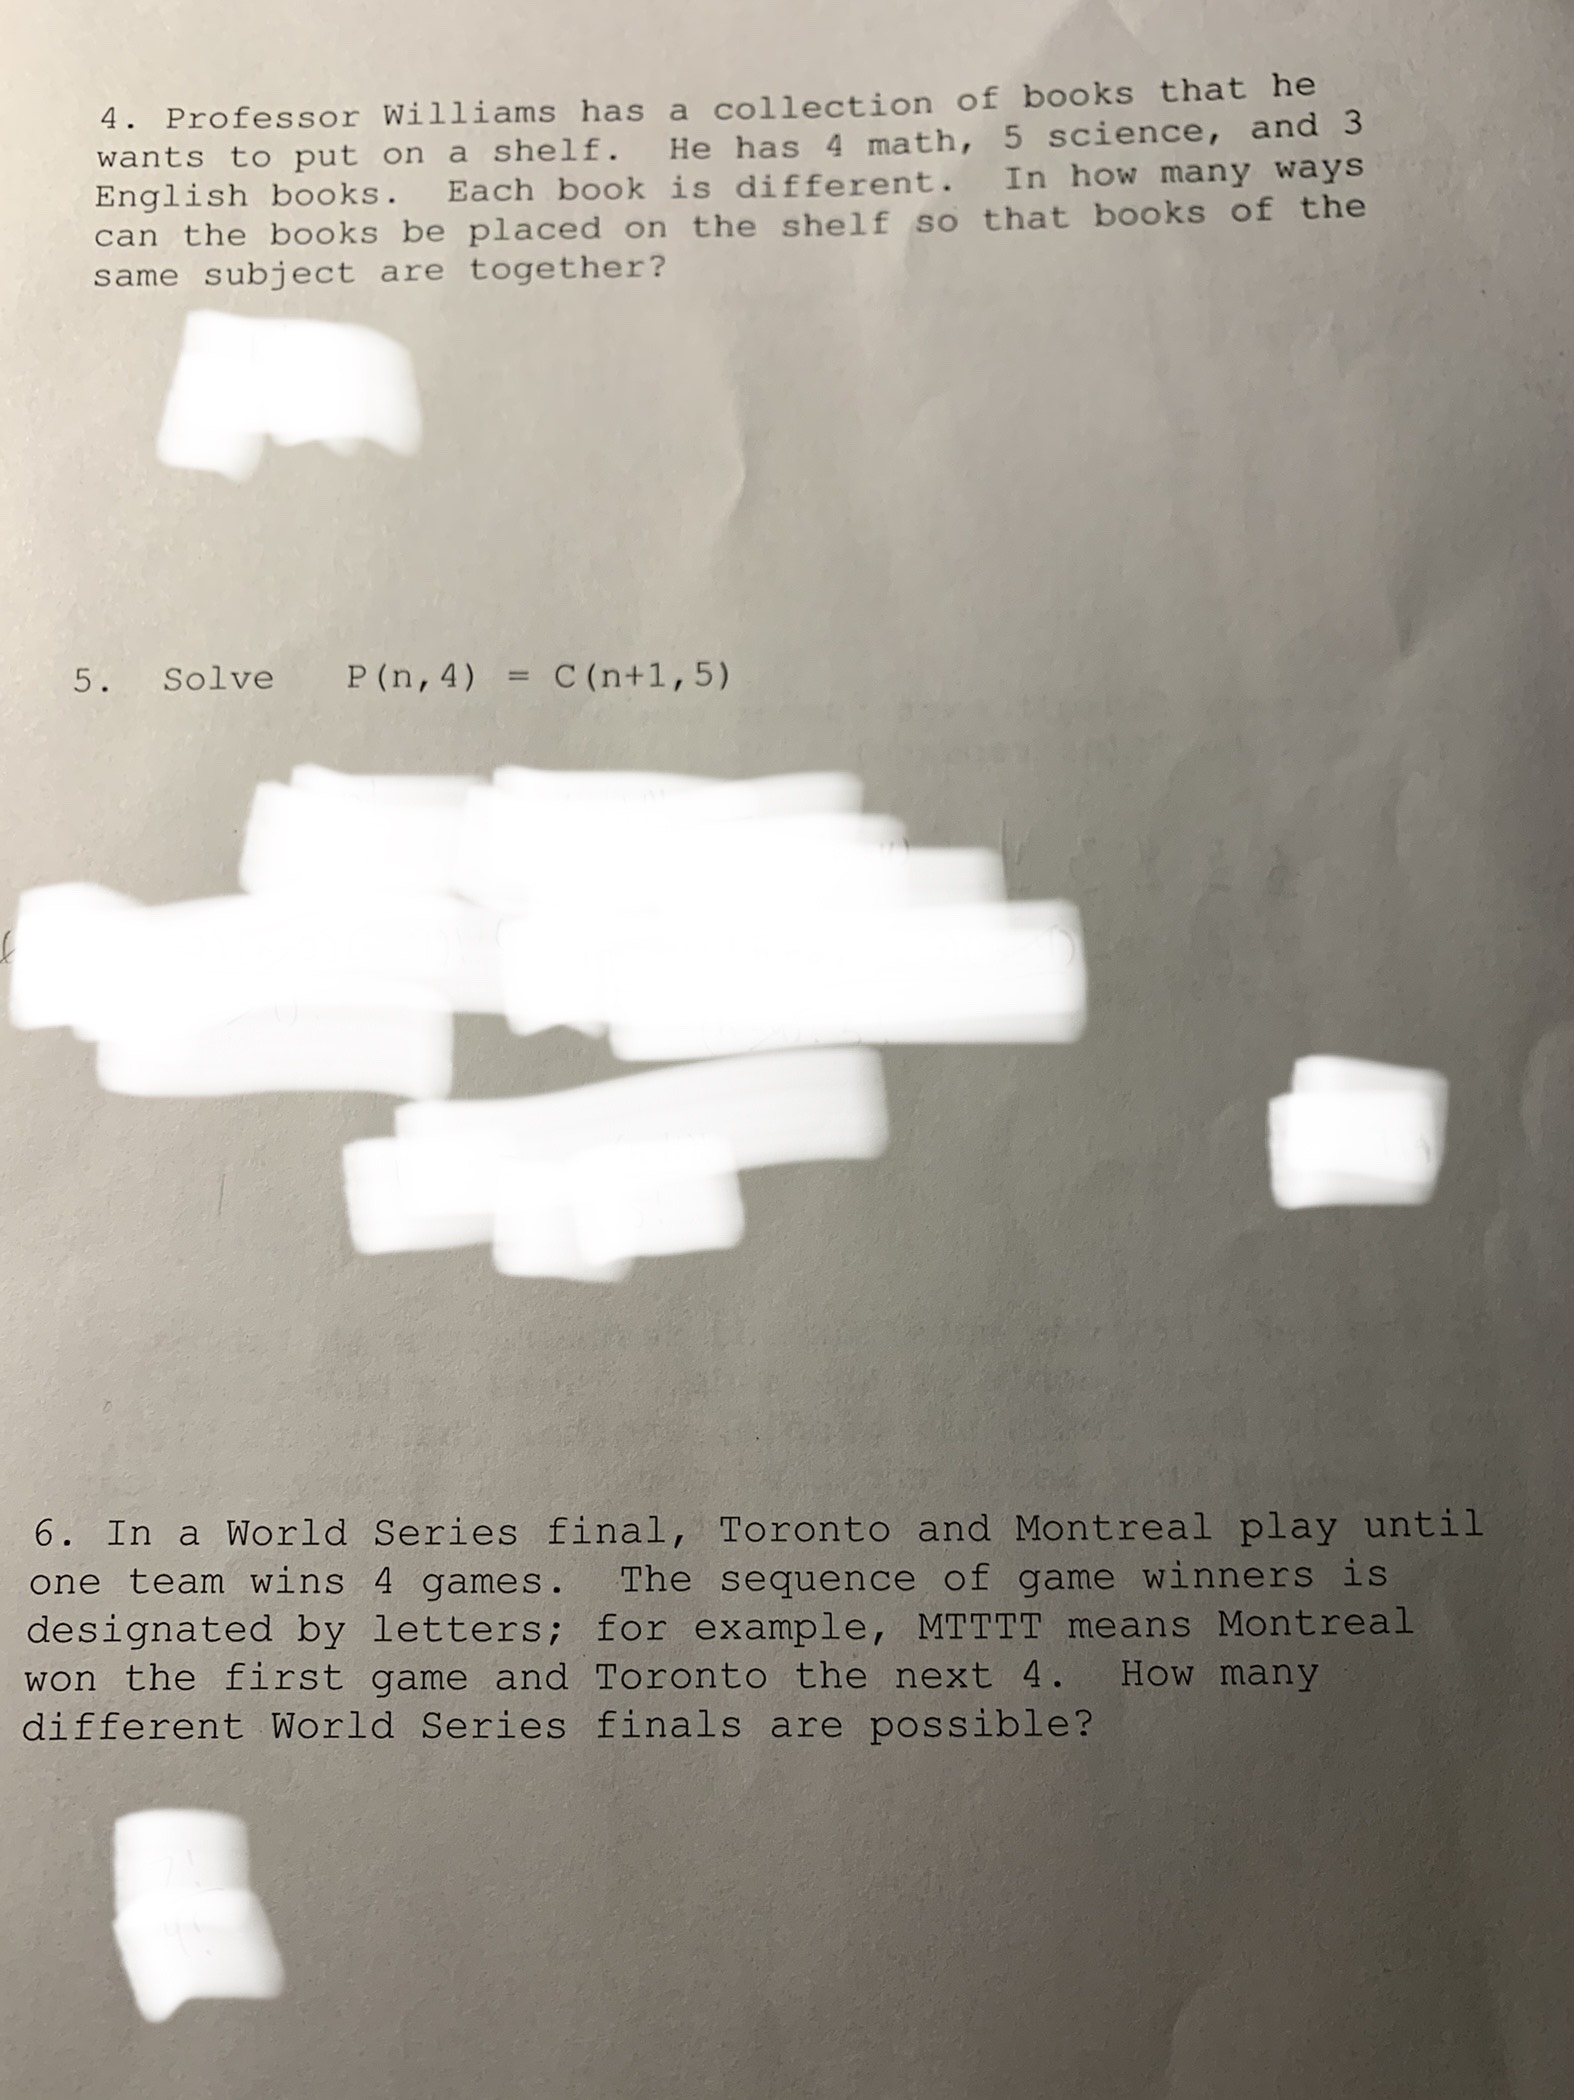 4. Professor Williams has a collection of books that he
wants to put on a shelf. He has 4 math, 5 science, and 3
English books. Each book is different. In how many ways
can the books be placed on the shelf so that books of the
same subject are together?
5. Solve P(n,4) = C(n+1,5)
6. In a World Series final, Toronto and Montreal play until
one team wins 4 games. The sequence of game winners is
designated by letters; for example, MTTTT means Montreal
won the first game and Toronto the next 4. How many
different World Series finals are possible?